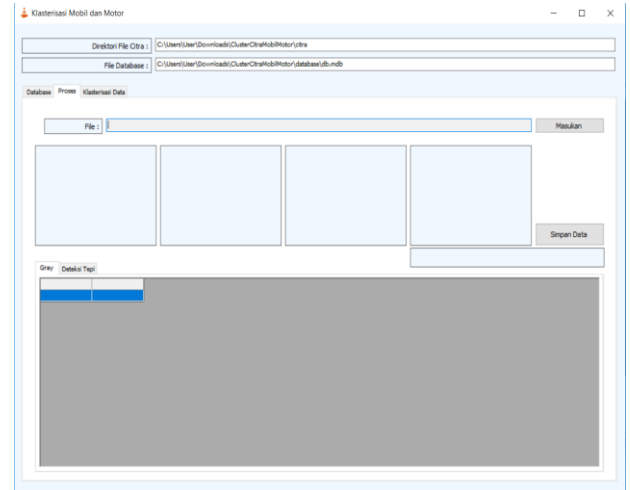 Klasterisasi Mobil dan Motor
Direktori File Citra : C:\Users\User\Downloads\ClusterCitraMobilMotor\citra
File Database : C:\Users\User\Downloads\ClusterCitraMobilMotor\database\db.mdb
Database Proses Klasterisasi Data
File : Masukan
Simpan Data
Gray Deteksi Tepi